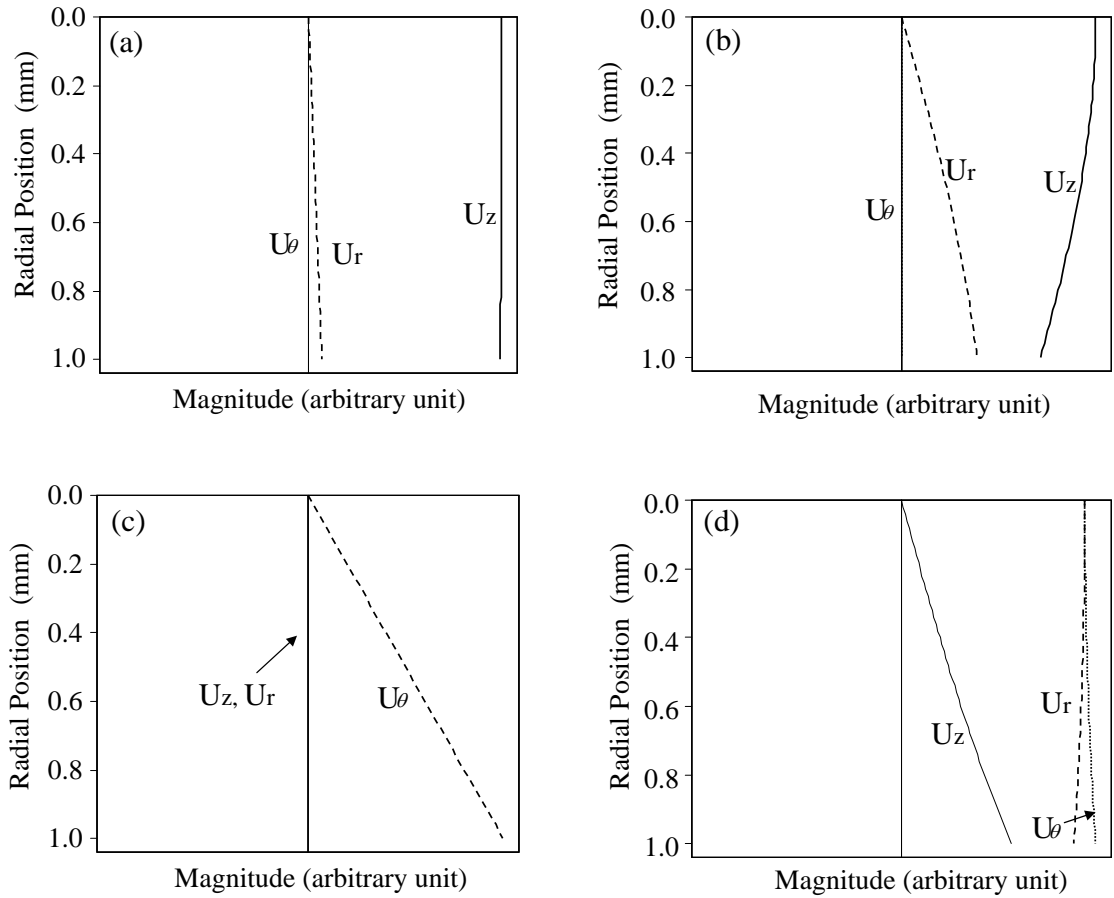 (a)
0.0
0.2
0.4
0.6
0.8
1.0
Radial Position (mm)
Uθ
Ur
Uz
Magnitude (arbitrary unit)
(b)
0.0
0.2
0.4
0.6
0.8
1.0
Radial Position (mm)
Uθ
Ur
Uz
Magnitude (arbitrary unit)
(c)
0.0
0.2
0.4
0.6
0.8
1.0
Radial Position (mm)
Uz, Ur
Uθ
Magnitude (arbitrary unit)
(d)
0.0
0.2
0.4
0.6
0.8
1.0
Radial Position (mm)
Uz
Ur
Uθ
Magnitude (arbitrary unit)